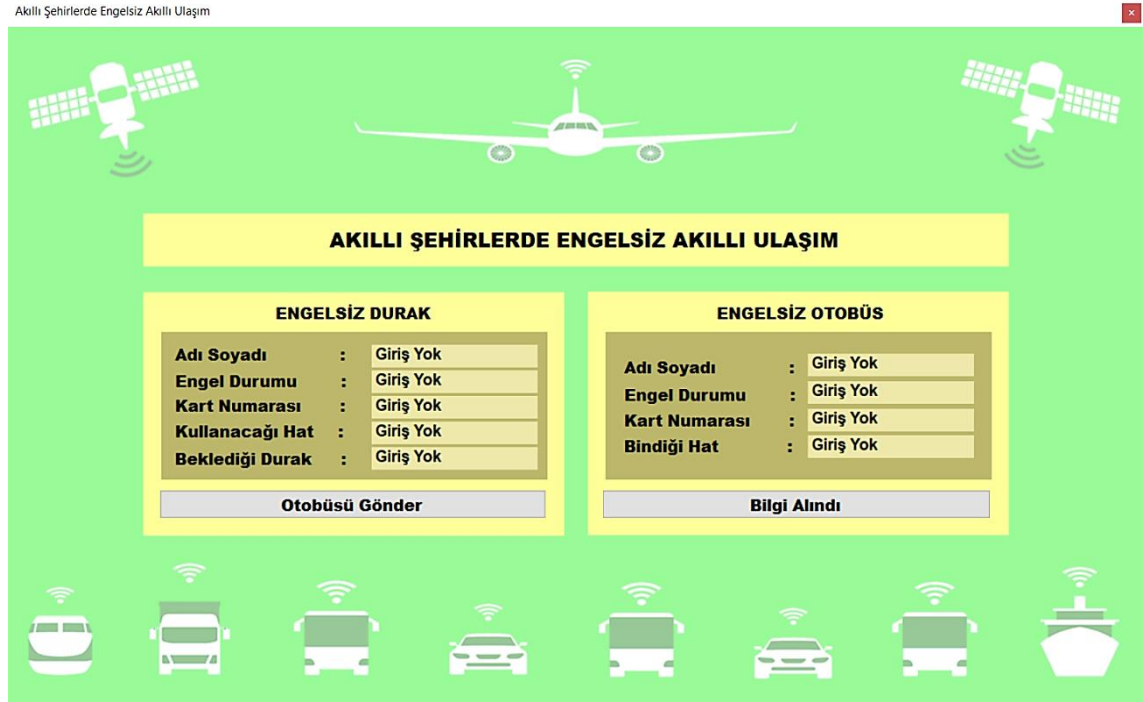 Akıllı Şehirlerde Engelsiz Akıllı Ulaşım
AKILLI ŞEHİRLERDE ENGELSİZ AKILLI ULAŞIM
ENGELSİZ DURAK
Adı Soyadı : Giriş Yok
Engel Durumu : Giriş Yok
Kart Numarası : Giriş Yok
Kullanacağı Hat : Giriş Yok
Beklediği Durak : Giriş Yok
Otobüsü Gönder
ENGELSİZ OTOBÜS
Adı Soyadı : Giriş Yok
Engel Durumu : Giriş Yok
Kart Numarası : Giriş Yok
Bindiği Hat : Giriş Yok
Bilgi Alındı